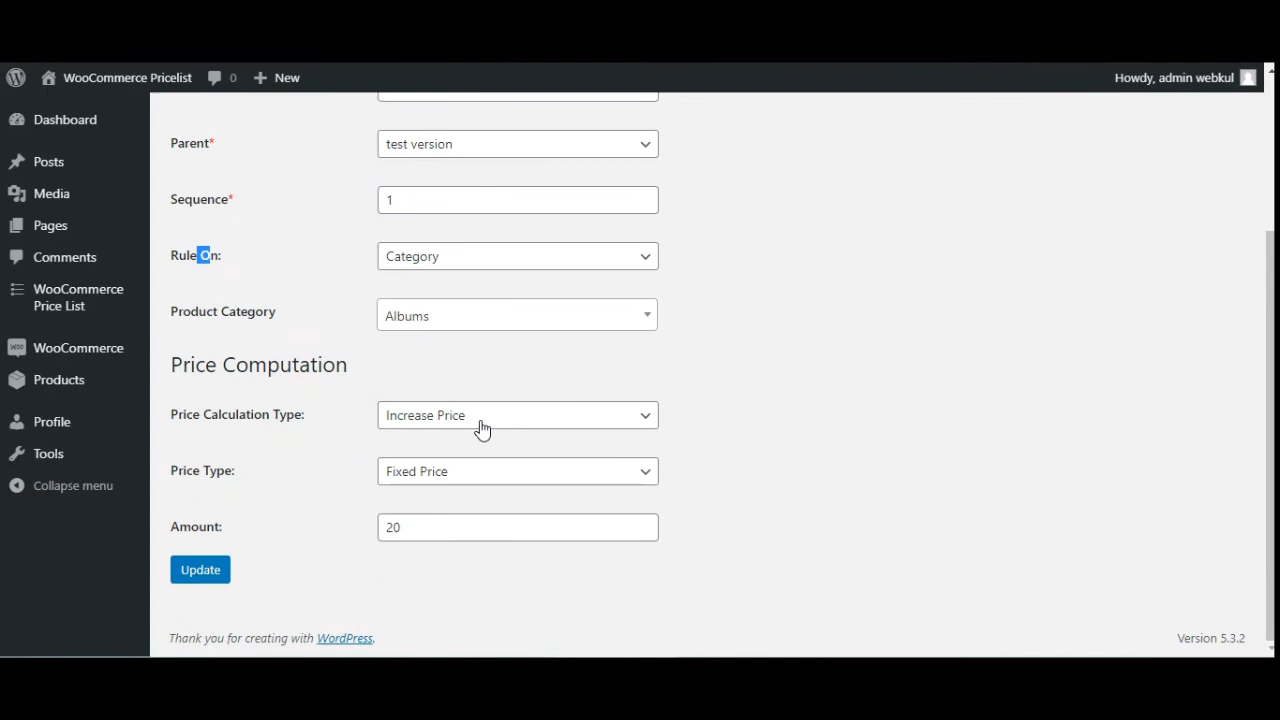 WooCommerce Pricelist 0 New Howdy, admin webkul
Dashboard
Posts
Media
Pages
Comments
WooCommerce
Price List
WooCommerce
Products
Profile
Tools
Collapse menu
Parent* test version
Sequence* 1
Rule On: Category
Product Category Albums
Price Computation
Price Calculation Type: Increase Price
Price Type: Fixed Price
Amount: 20
Update
Thank you for creating with WordPress. Version 5.3.2